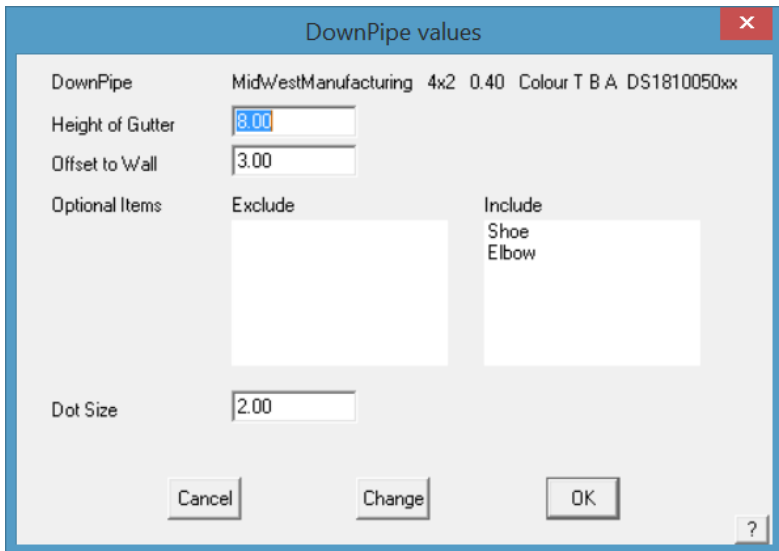 DownPipe values
DownPipe MidWestManufacturing 4x2 0.40 Colour T B A DS1810050xx
Height of Gutter 8.00
Offset to Wall 3.00
Optional Items Exclude Include
Shoe
Elbow
Dot Size 2.00
Cancel Change OK
?